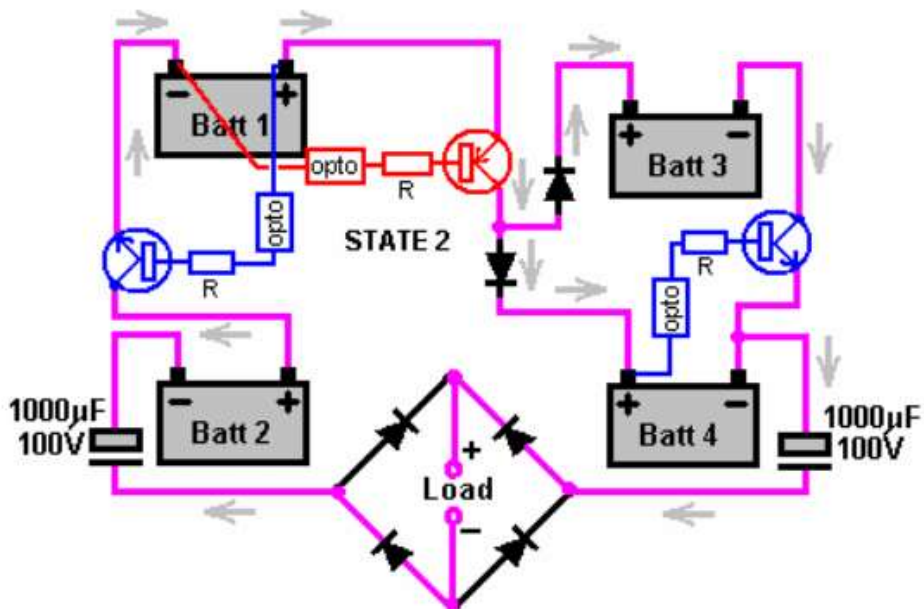 - +
Batt 1
opto
R
opto
R
STATE 2
+ -
Batt 3
R
opto
1000µF
100V
- +
Batt 2
+
Load
-
+ -
Batt 4
1000µF
100V